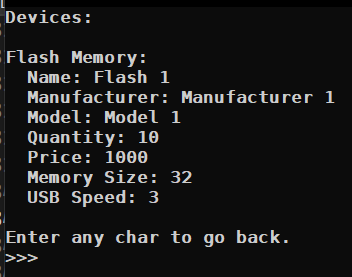 Devices:
Flash Memory:
Name: Flash 1
Manufacturer: Manufacturer 1
Model: Model 1
Quantity: 10
Price: 1000
Memory Size: 32
USB Speed: 3
Enter any char to go back.
>>>